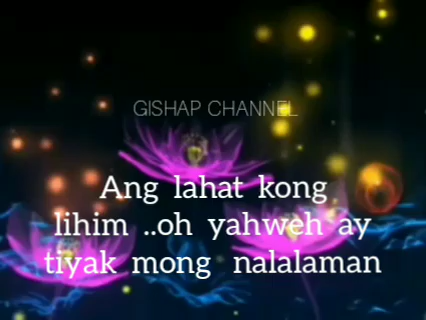 GISHAP CHANNEL
Ang lahat kong
lihim ..oh yahweh ay
tiyak mong nalalaman